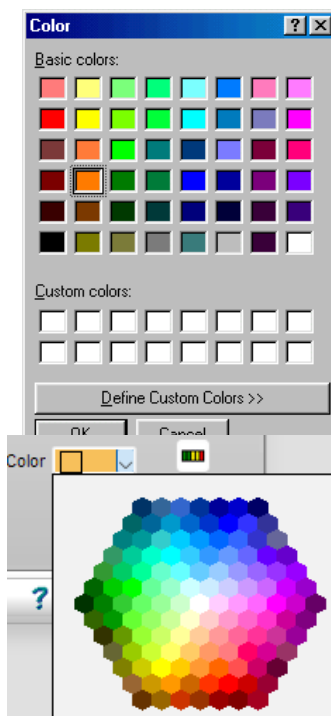 Color ? ×
Basic colors:
Custom colors:
Define Custom Colors >>
OK Cancel
Color
?